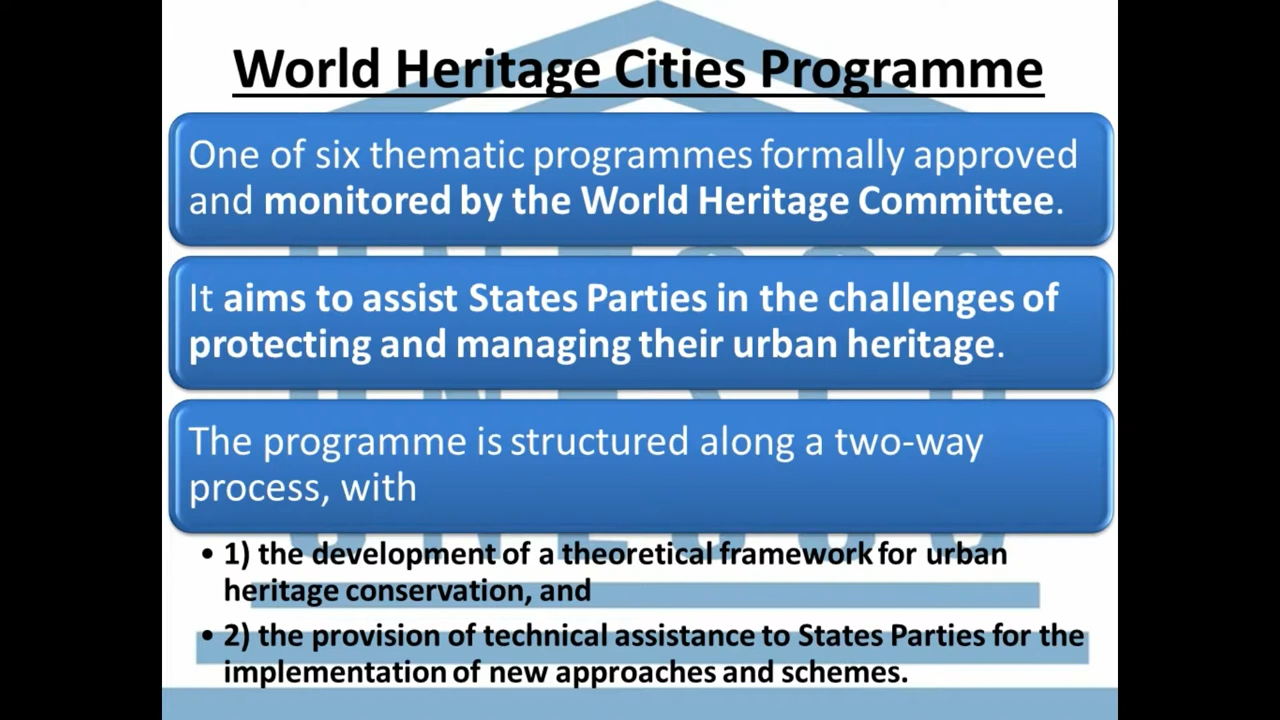 World Heritage Cities Programme
One of six thematic programmes formally approved
and monitored by the World Heritage Committee.
It aims to assist States Parties in the challenges of
protecting and managing their urban heritage.
The programme is structured along a two-way
process, with
• 1) the development of a theoretical framework for urban
heritage conservation, and
• 2) the provision of technical assistance to States Parties for the
implementation of new approaches and schemes.